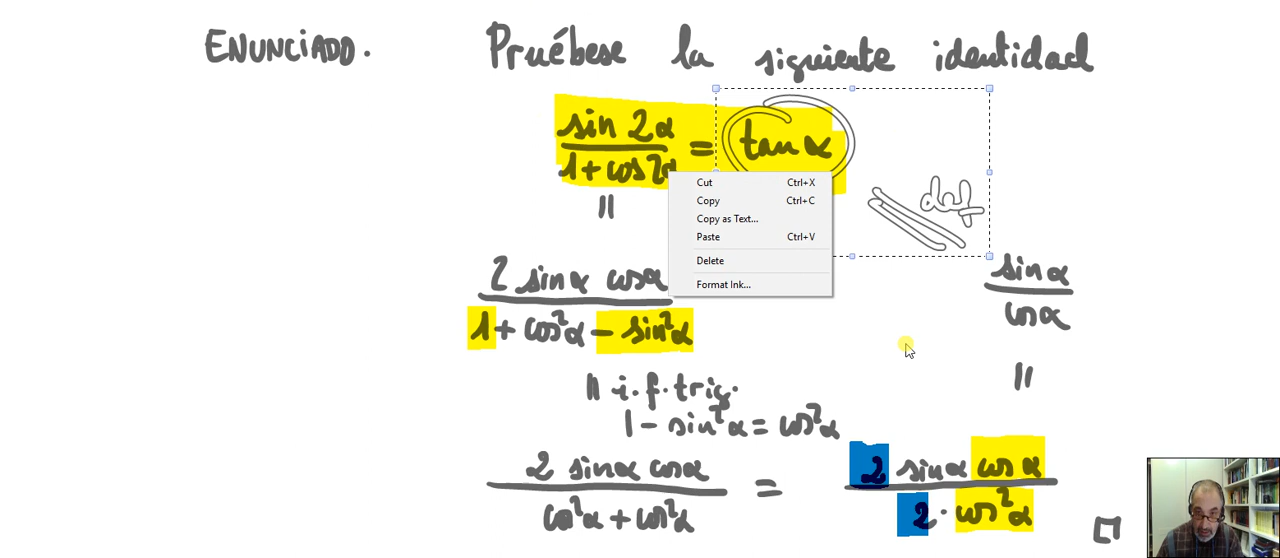 ENUNCIADO. Pruébese la siguiente identidad
sin 2α / 1 + cos 2α = tan α
Cut Ctrl+X
Copy Ctrl+C
Copy as Text...
Paste Ctrl+V
Delete
Format Ink...
def
||
2 sin α cos α / 1 + cos²α − sin²α
sin α / cos α
|| i.f.trig.
1 − sin²α = cos²α
||
2 sin α cos α / cos²α + cos²α = 2 sin α cos α / 2 · cos²α □